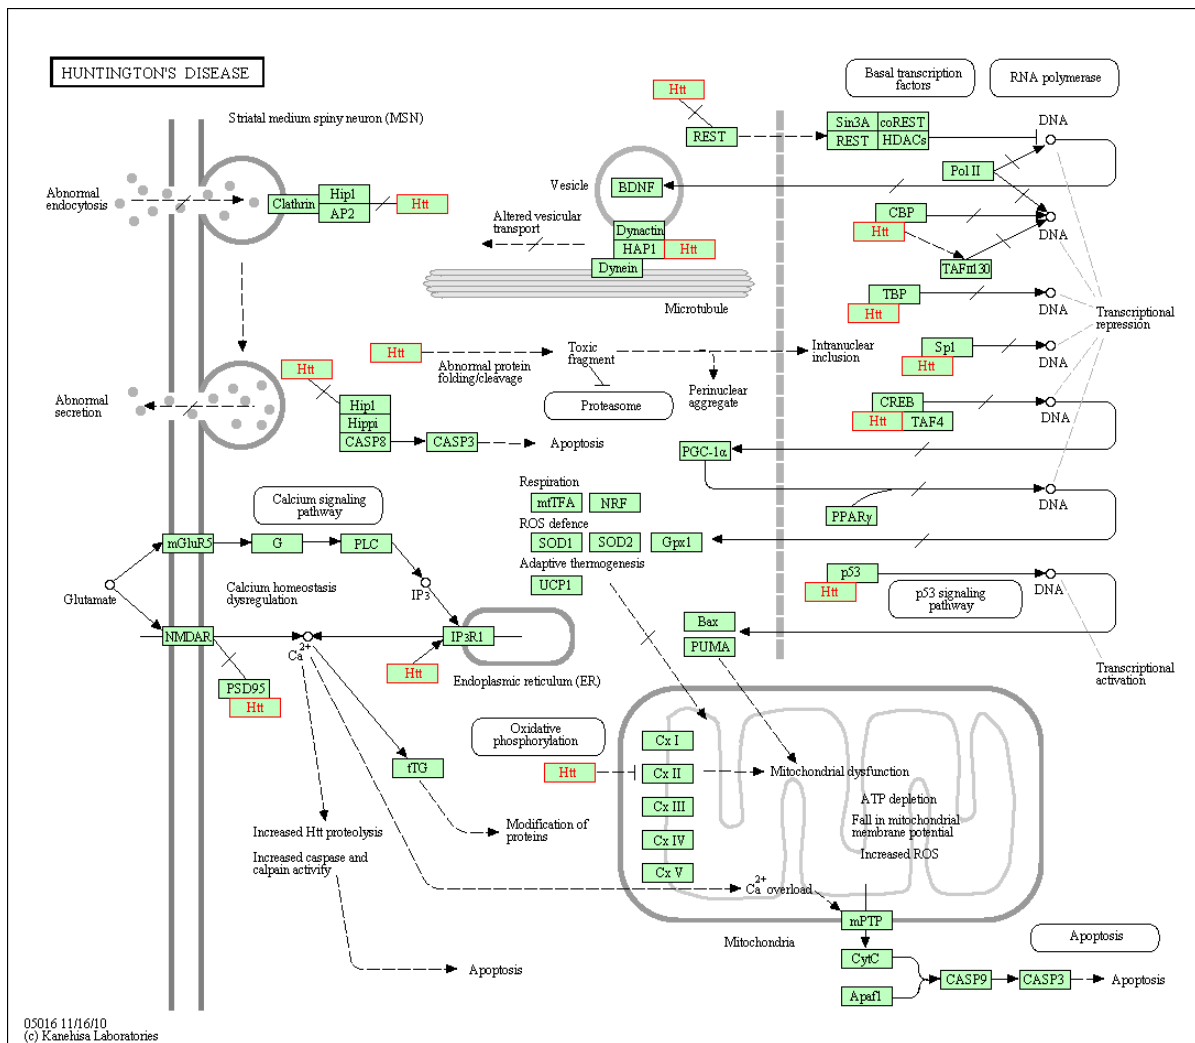 HUNTINGTON'S DISEASE
Striatal medium spiny neuron (MSN)
Htt
REST
Basal transcription
factors
RNA polymerase
Sin3A
coREST
REST
HDACs
DNA
Pol II
Vesicle
BDNF
Abnormal
endocytosis
Clathrin
Hip1
AP2
Htt
Altered vesicular
transport
Dynactin
HAP1
Htt
Dynein
Microtubule
CBP
Htt
DNA
TAFII130
TBP
Htt
DNA
Transcriptional
repression
Sp1
Htt
DNA
Htt
Htt
Abnormal protein
folding/cleavage
Toxic
fragment
Intranuclear
inclusion
Perinuclear
aggregate
Proteasome
Abnormal
secretion
Hip1
Hippi
CASP8
CASP3
Apoptosis
CREB
Htt
TAF4
DNA
PGC-1α
PPARγ
DNA
Calcium signaling
pathway
Respiration
mtTFA
NRF
ROS defence
SOD1
SOD2
Gpx1
Adaptive thermogenesis
UCP1
mGluR5
G
PLC
IP3
Glutamate
Calcium homeostasis
dysregulation
p53
Htt
p53 signaling
pathway
DNA
NMDAR
Ca2+
IP3R1
Htt
Endoplasmic reticulum (ER)
PSD95
Htt
Bax
PUMA
Transcriptional
activation
Oxidative
phosphorylation
Htt
Cx I
Cx II
Cx III
Cx IV
Cx V
Mitochondrial dysfunction
ATP depletion
Fall in mitochondrial
membrane potential
Increased ROS
tTG
Modification of
proteins
Increased Htt proteolysis
Increased caspase and
calpain activity
Ca2+ overload
mPTP
Mitochondria
CytC
Apaf1
CASP9
CASP3
Apoptosis
Apoptosis
Apoptosis
05016 11/16/10
(c) Kanehisa Laboratories